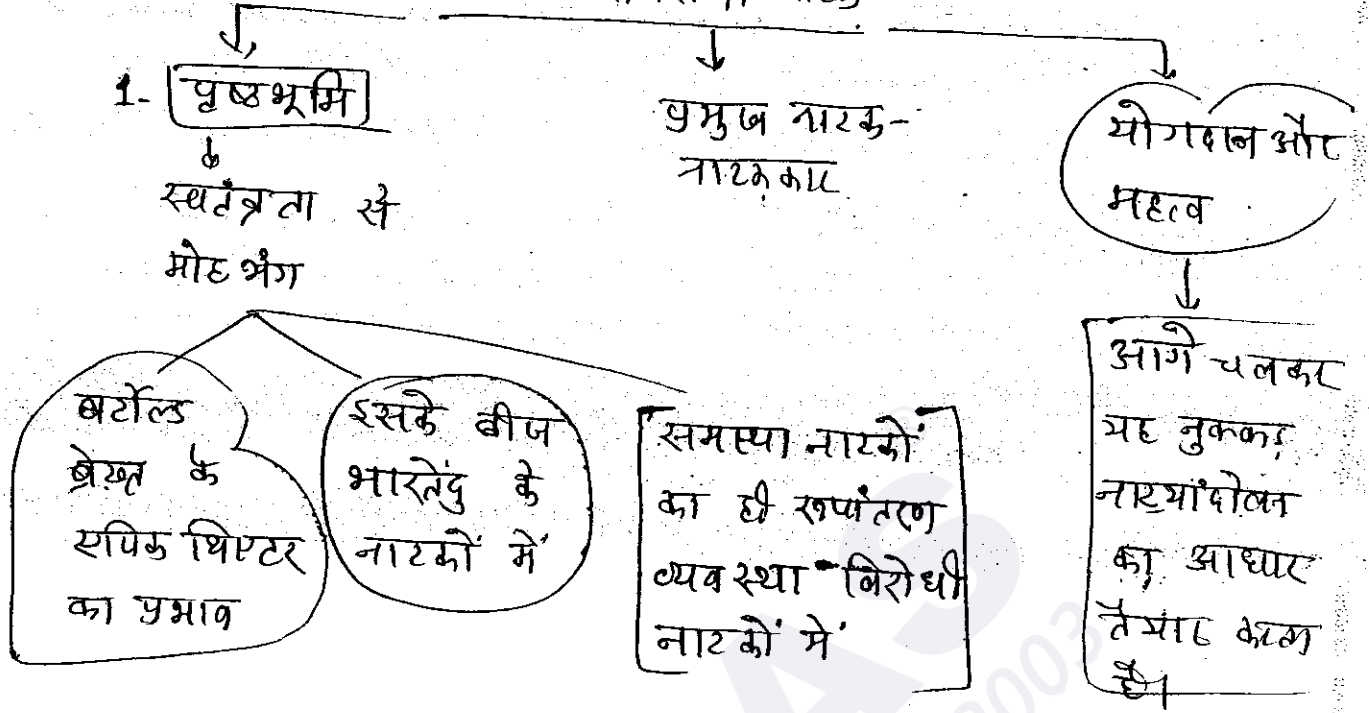 1- पृष्ठभूमि
स्वतंत्रता से
मोह भंग
बर्टोल्ड
ब्रेख्त के
एपिक थिएटर
का प्रभाव
इसके बीज
भारतेंदु के
नाटकों में
समस्या नाटकों
का ही रूपांतरण
व्यवस्था विरोधी
नाटकों में
प्रमुख नाटक-
नाटककार
योगदान और
महत्व
आगे चलकर
यह नुक्कड़
नाट्यांदोलन
का आधार
तैयार करता
है।